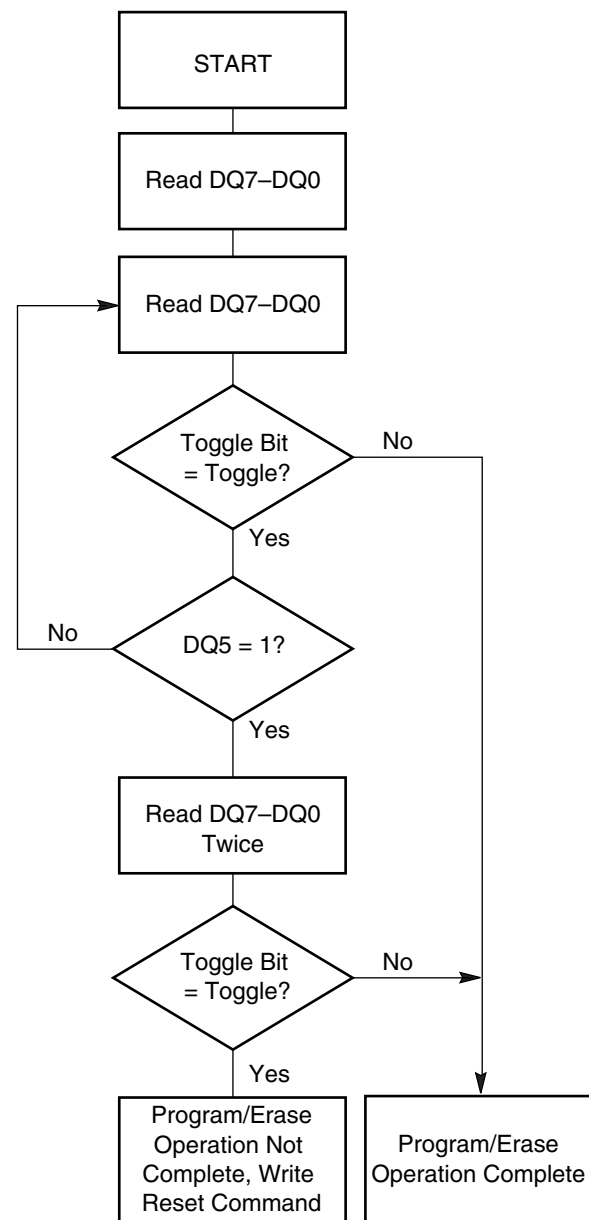 START
Read DQ7–DQ0
Read DQ7–DQ0
Toggle Bit
= Toggle?
No
Yes
No
DQ5 = 1?
Yes
Read DQ7–DQ0
Twice
Toggle Bit
= Toggle?
No
Yes
Program/Erase
Operation Not
Complete, Write
Reset Command
Program/Erase
Operation Complete